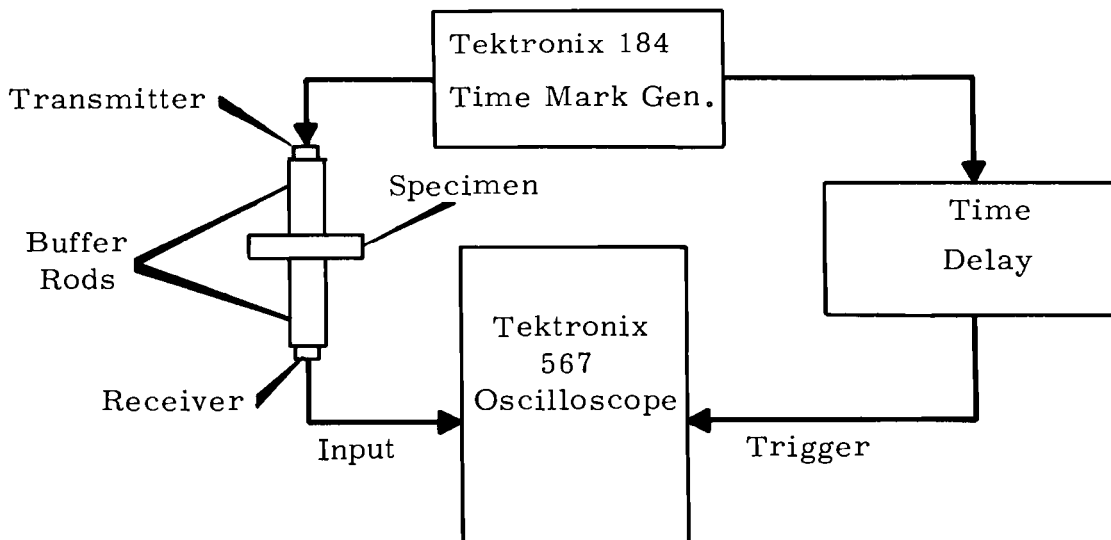 Tektronix 184
Time Mark Gen.
Transmitter
Specimen
Buffer
Rods
Time
Delay
Tektronix
567
Oscilloscope
Receiver
Input
Trigger